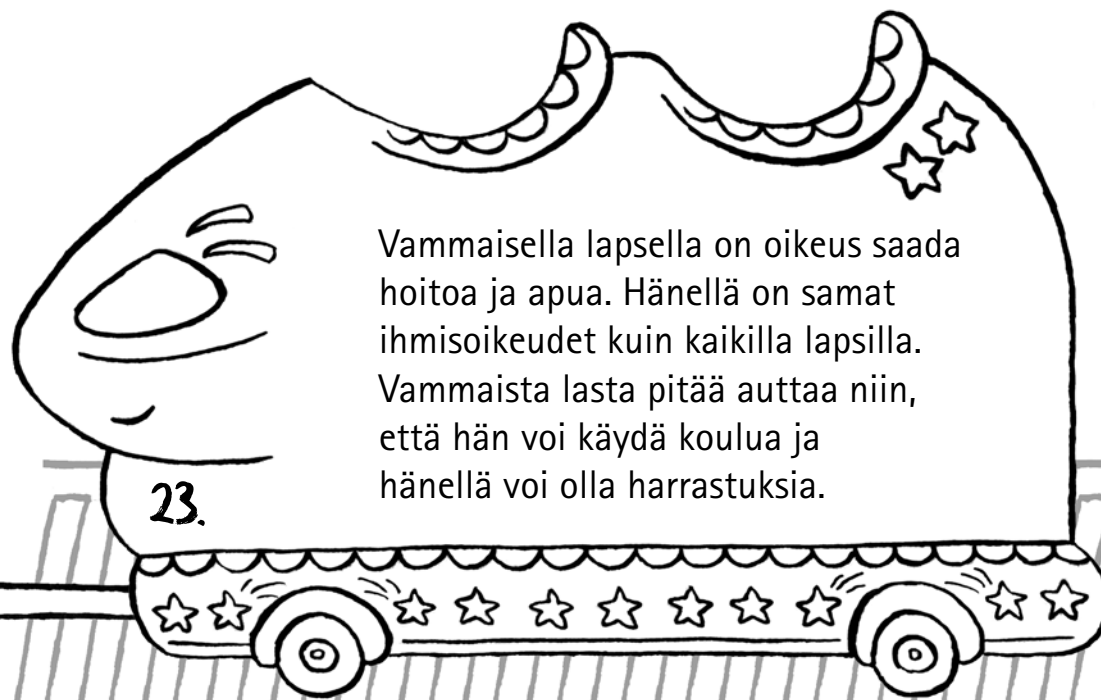 Vammaisella lapsella on oikeus saada
hoitoa ja apua. Hänellä on samat
ihmisoikeudet kuin kaikilla lapsilla.
Vammaista lasta pitää auttaa niin,
että hän voi käydä koulua ja
hänellä voi olla harrastuksia.
23.